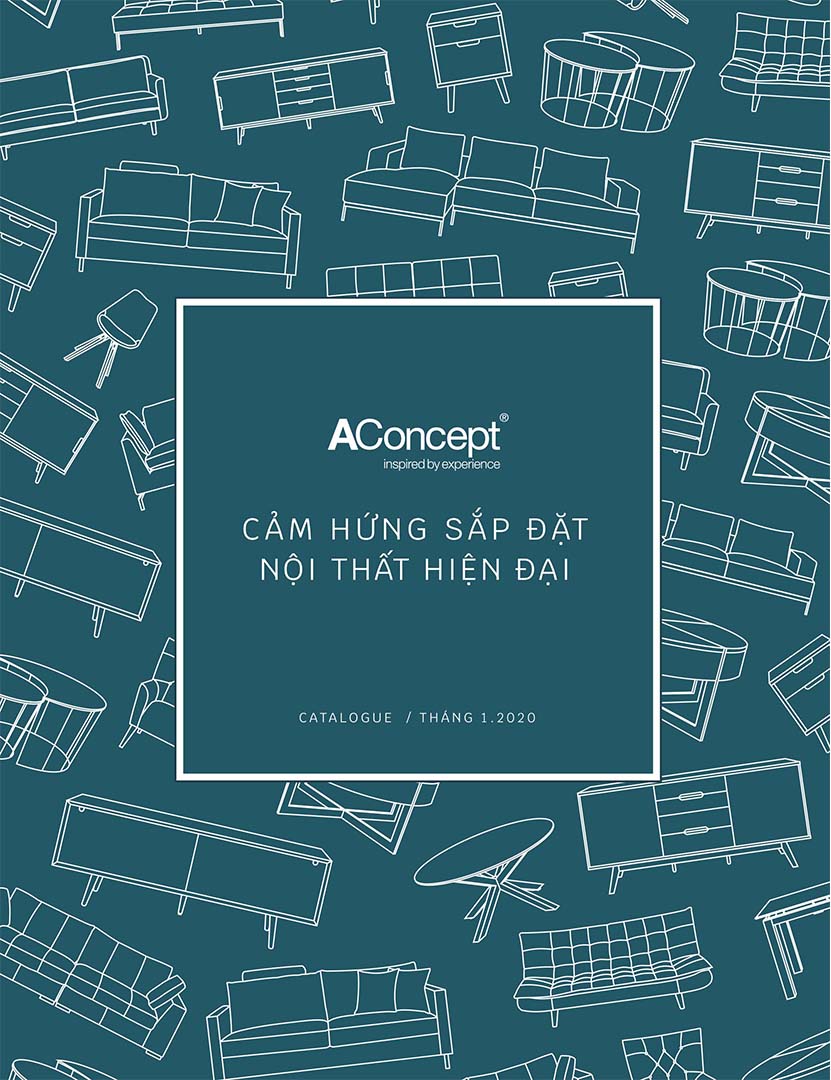 AConcept®
inspired by experience
CẢM HỨNG SẮP ĐẶT
NỘI THẤT HIỆN ĐẠI
CATALOGUE / THÁNG 1.2020